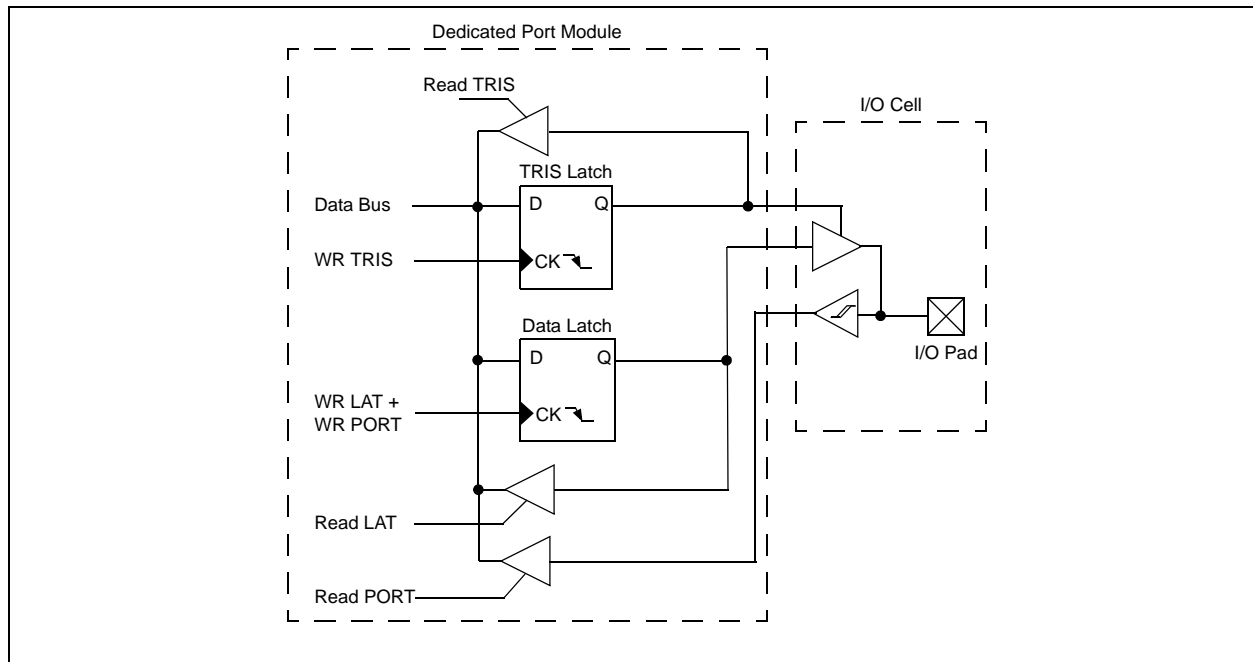 Dedicated Port Module
Read TRIS
I/O Cell
TRIS Latch
Data Bus
D
Q
WR TRIS
CK
Data Latch
D
Q
I/O Pad
WR LAT +
WR PORT
CK
Read LAT
Read PORT